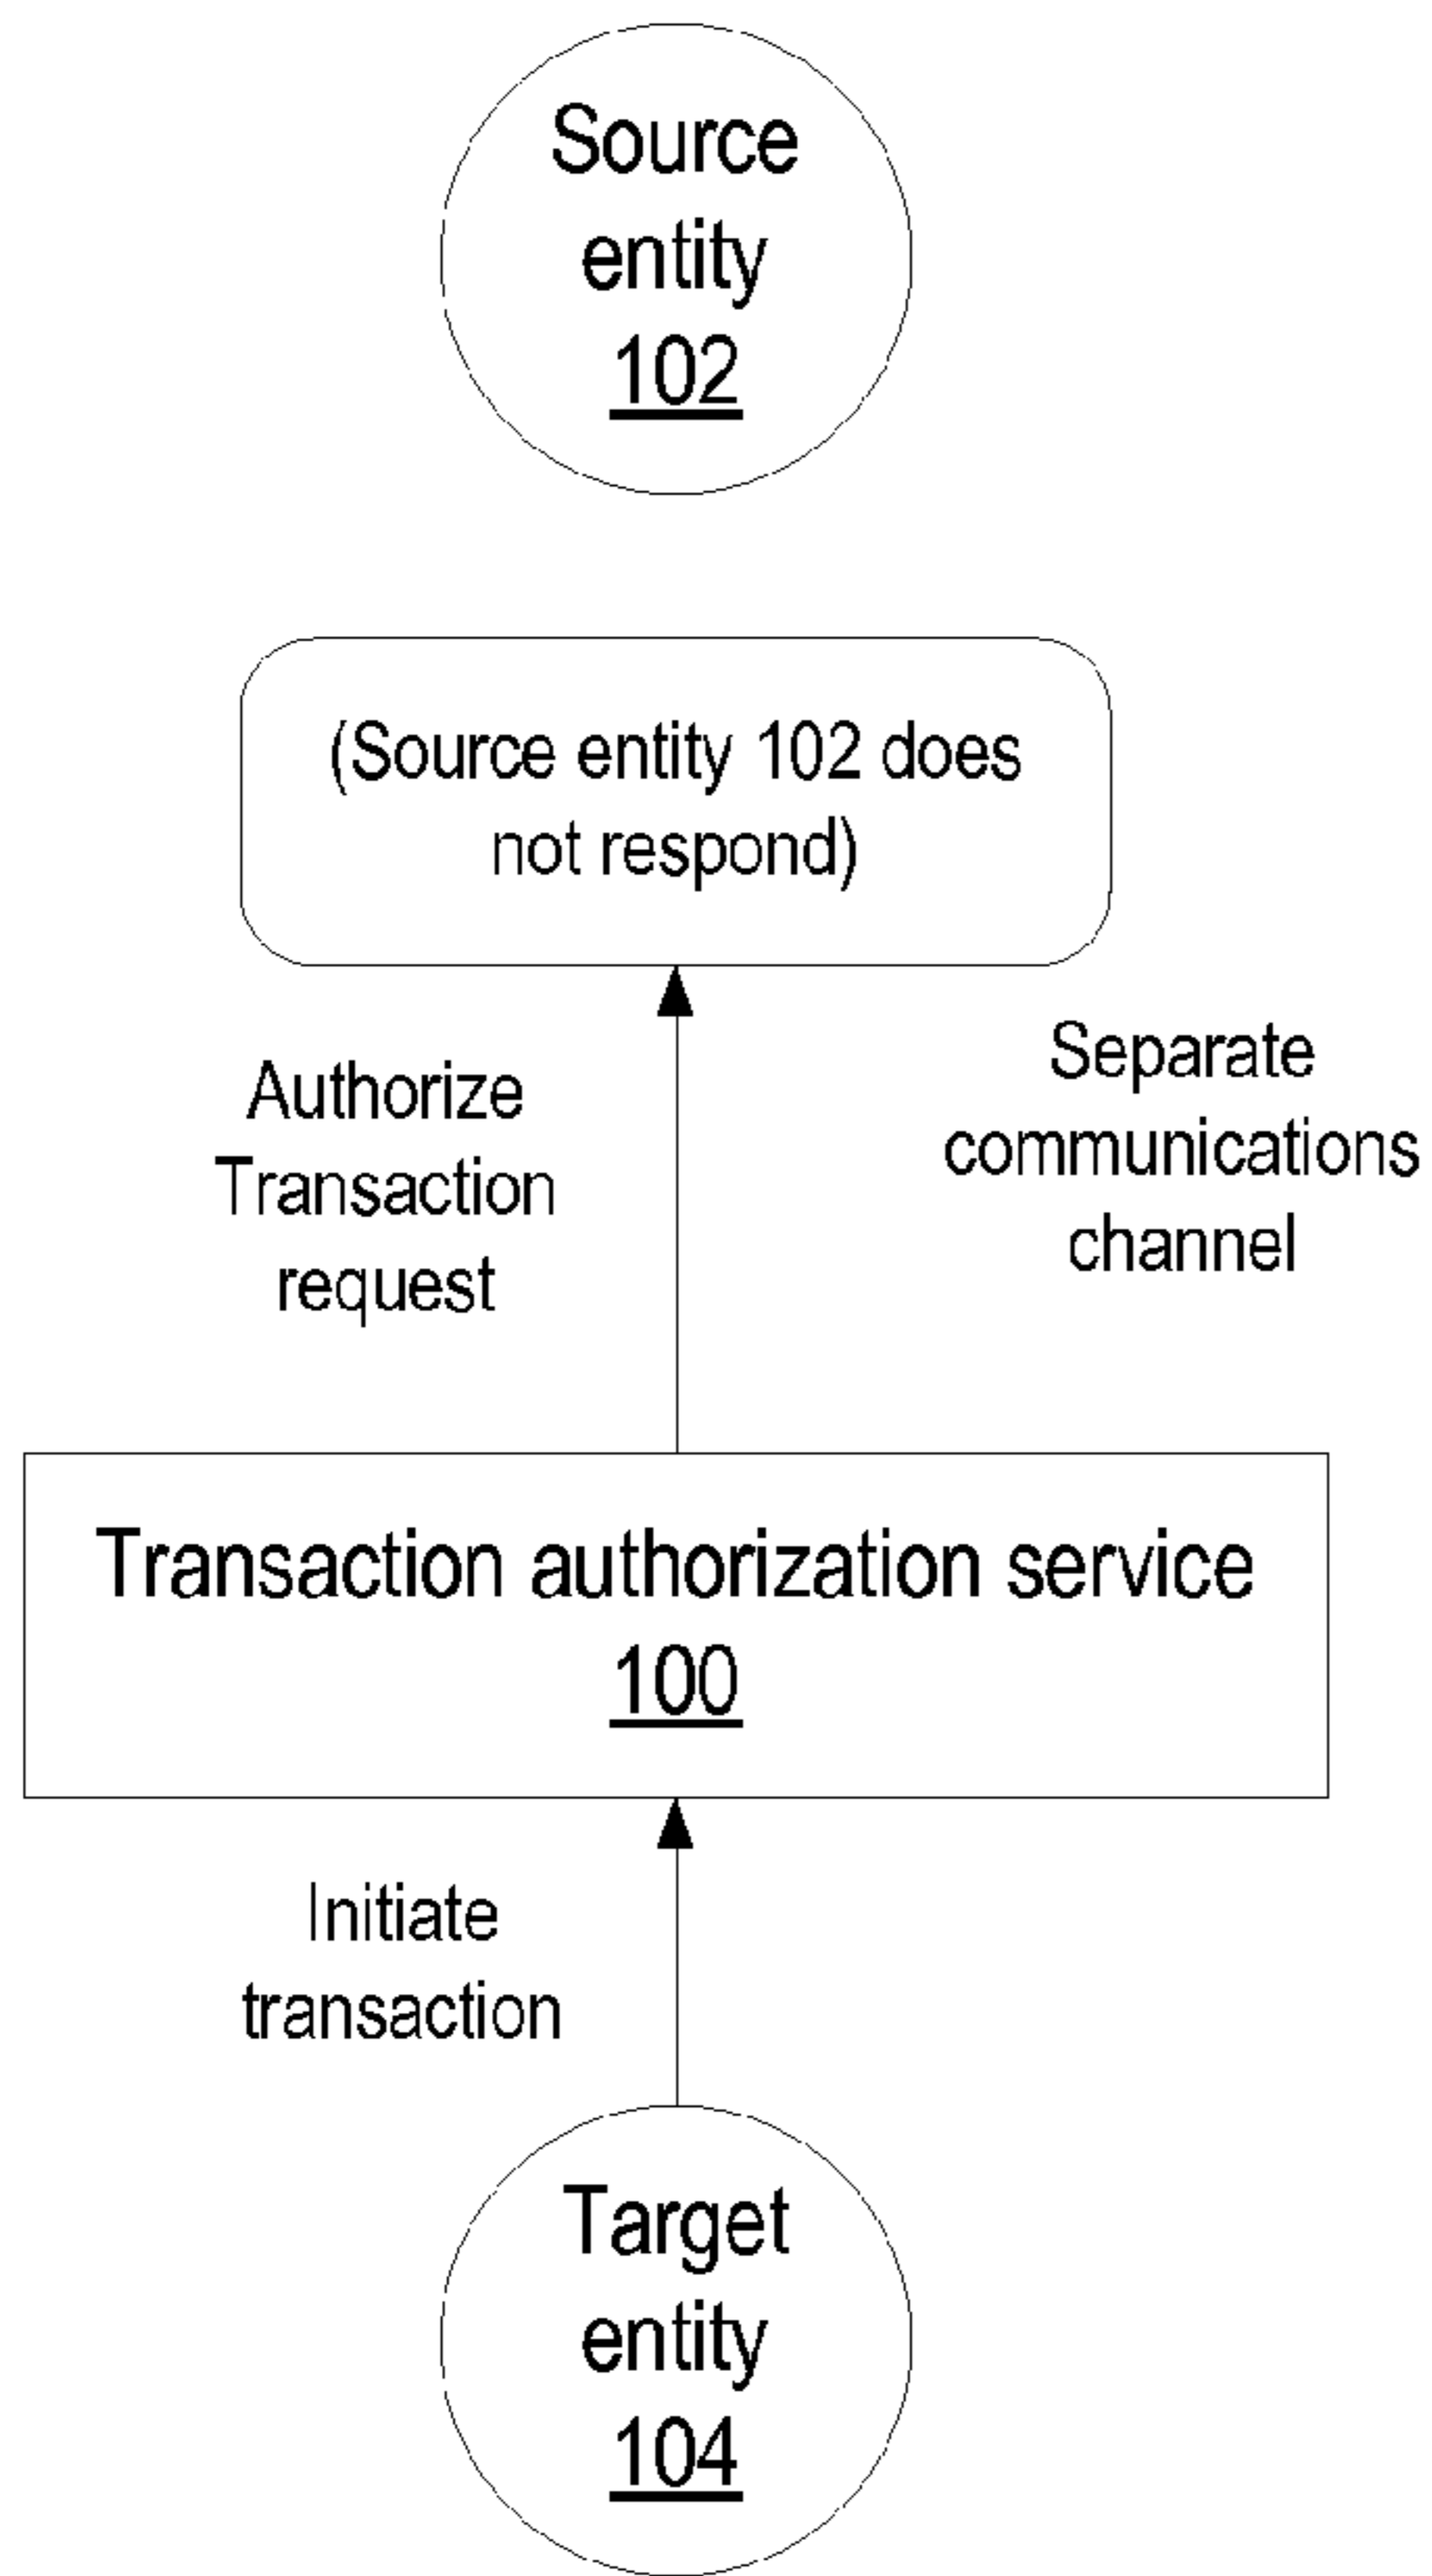 Source
entity
102
(Source entity 102 does
not respond)
Authorize
Transaction
request
Separate
communications
channel
Transaction authorization service
100
Initiate
transaction
Target
entity
104